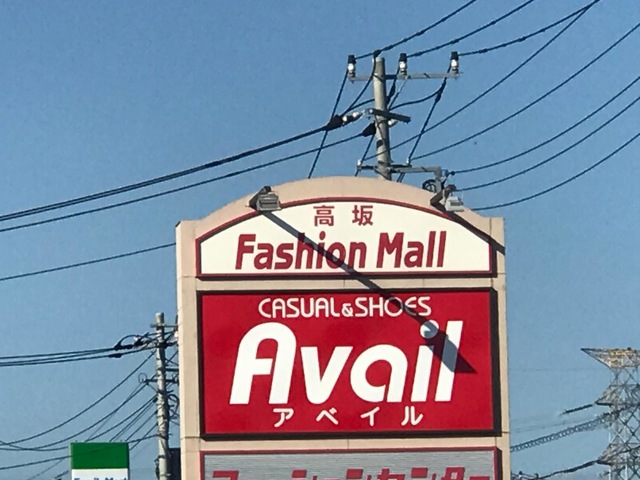 高坂
Fashion Mall
CASUAL&SHOES
Avail
アベイル